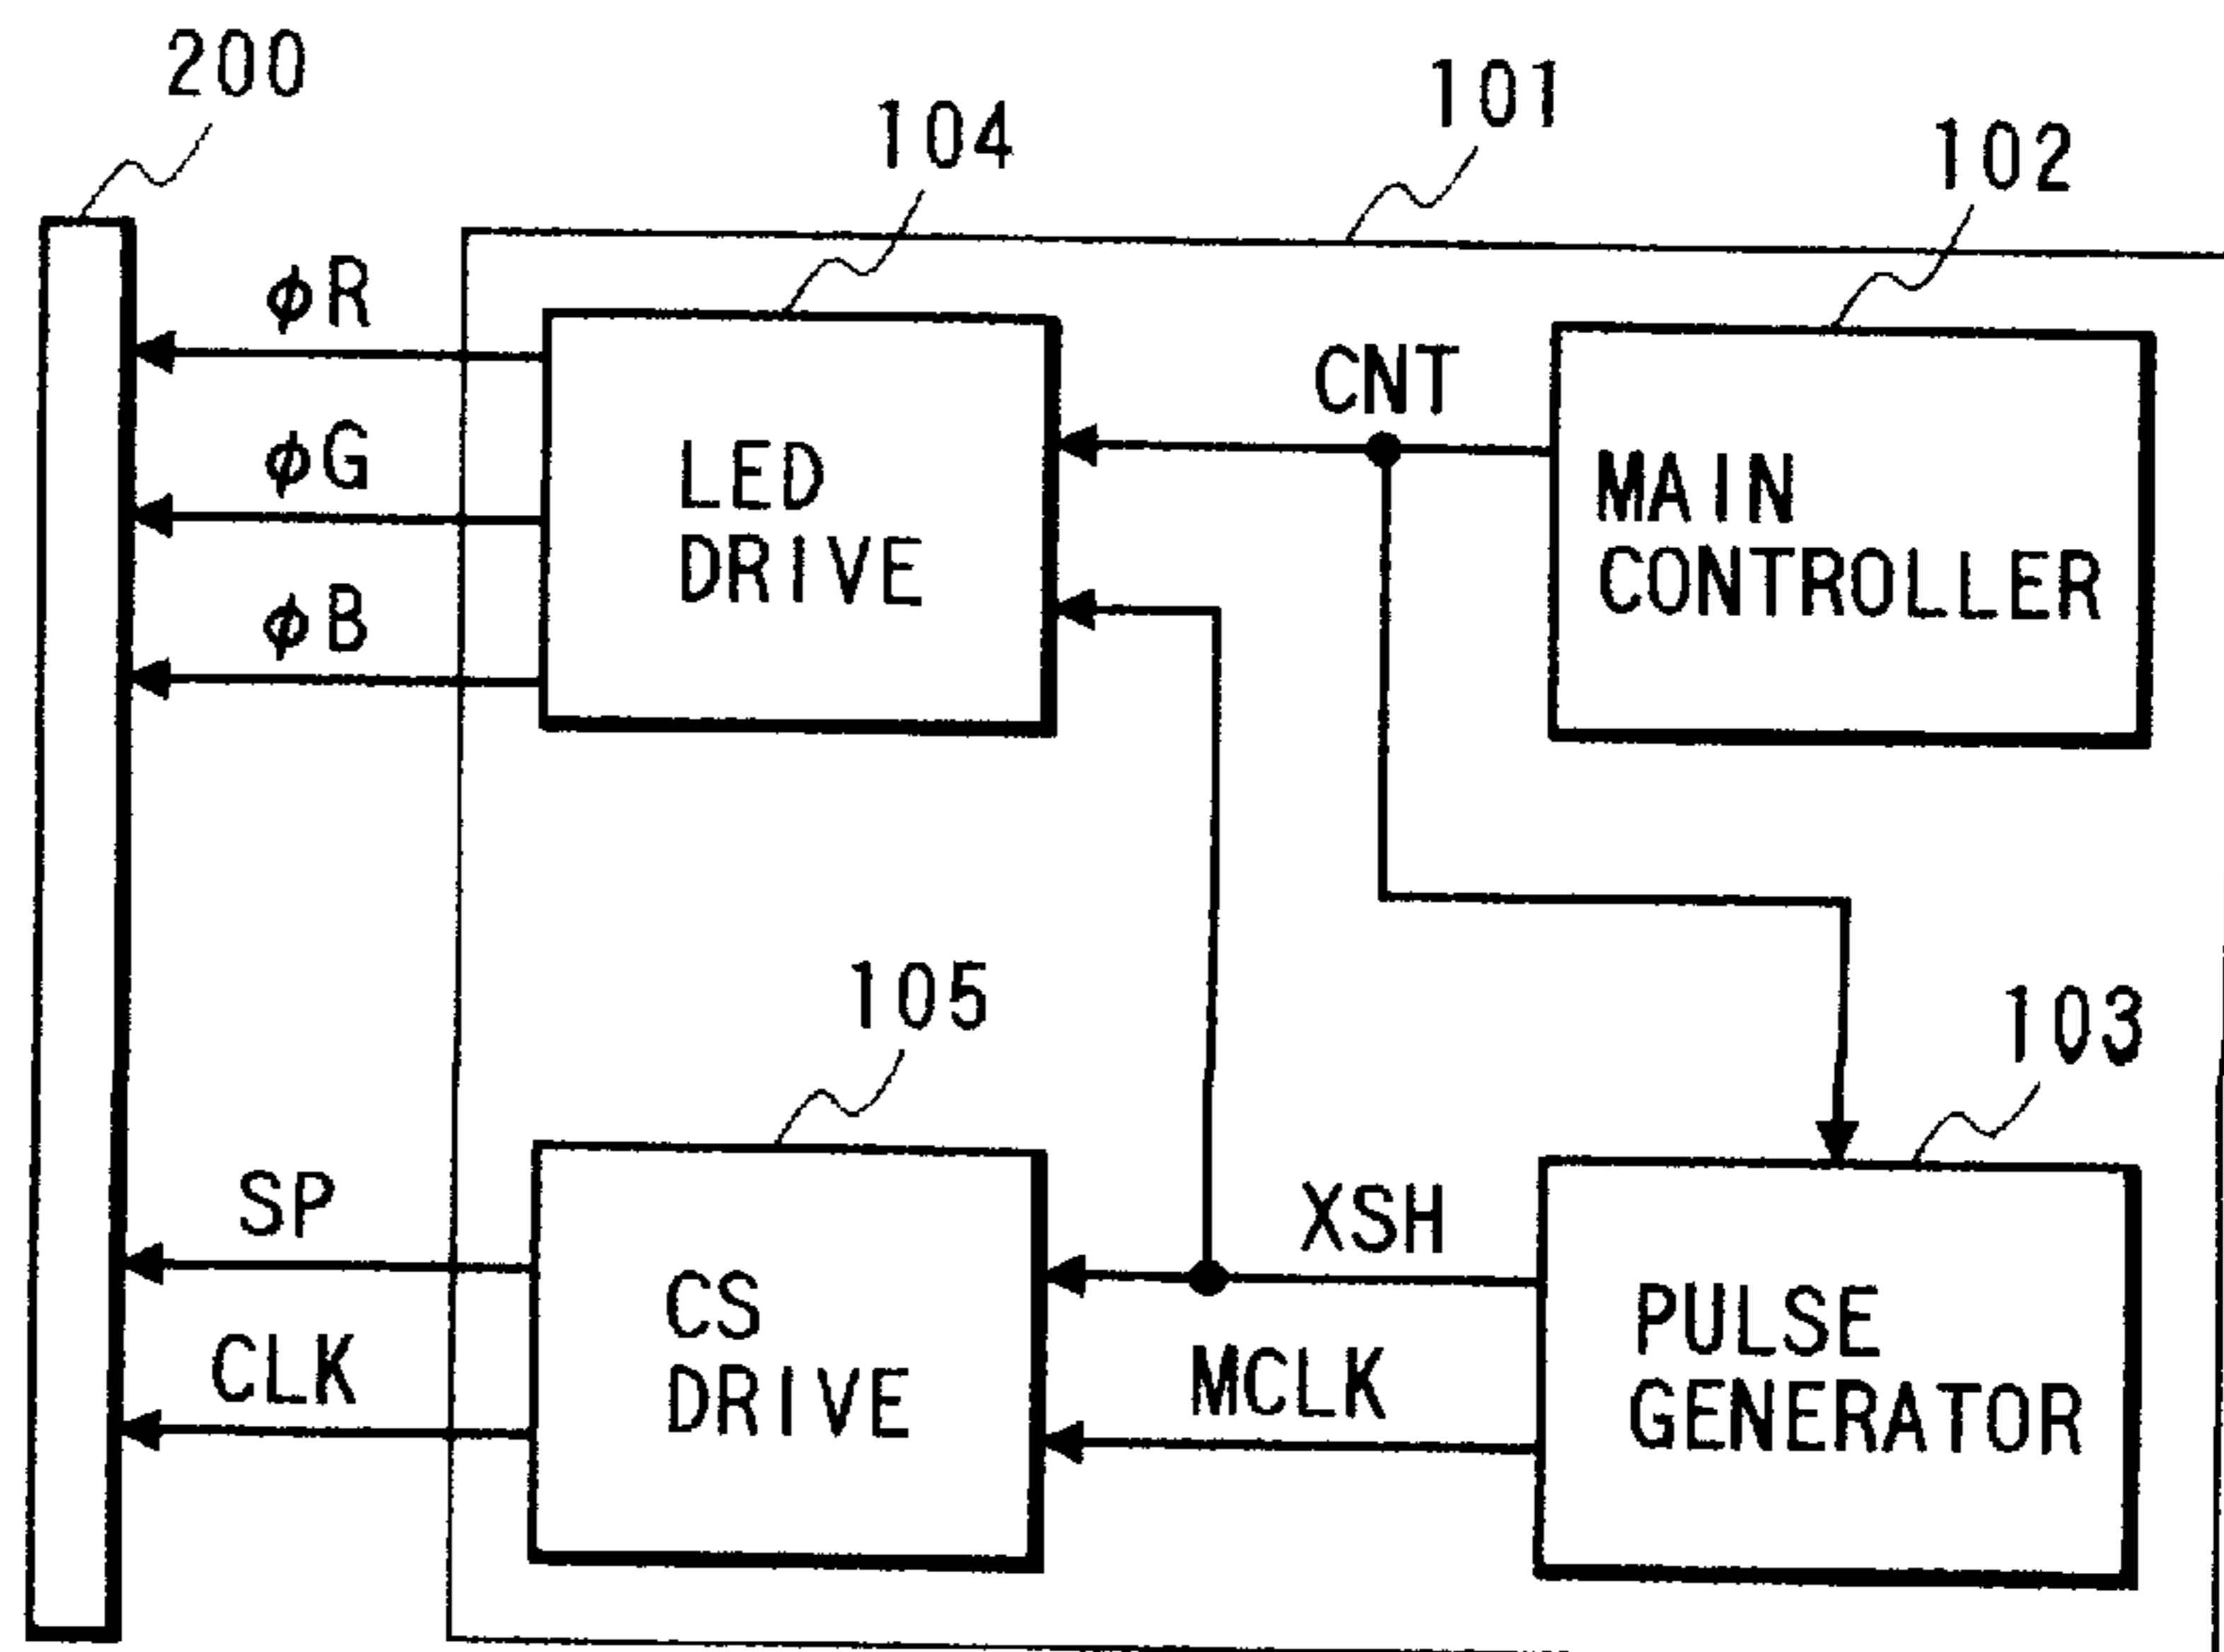 200
101
104
102
φR
CNT
φG
LED
DRIVE
MAIN
CONTROLLER
φB
105
103
SP
XSH
CS
DRIVE
PULSE
GENERATOR
CLK
MCLK